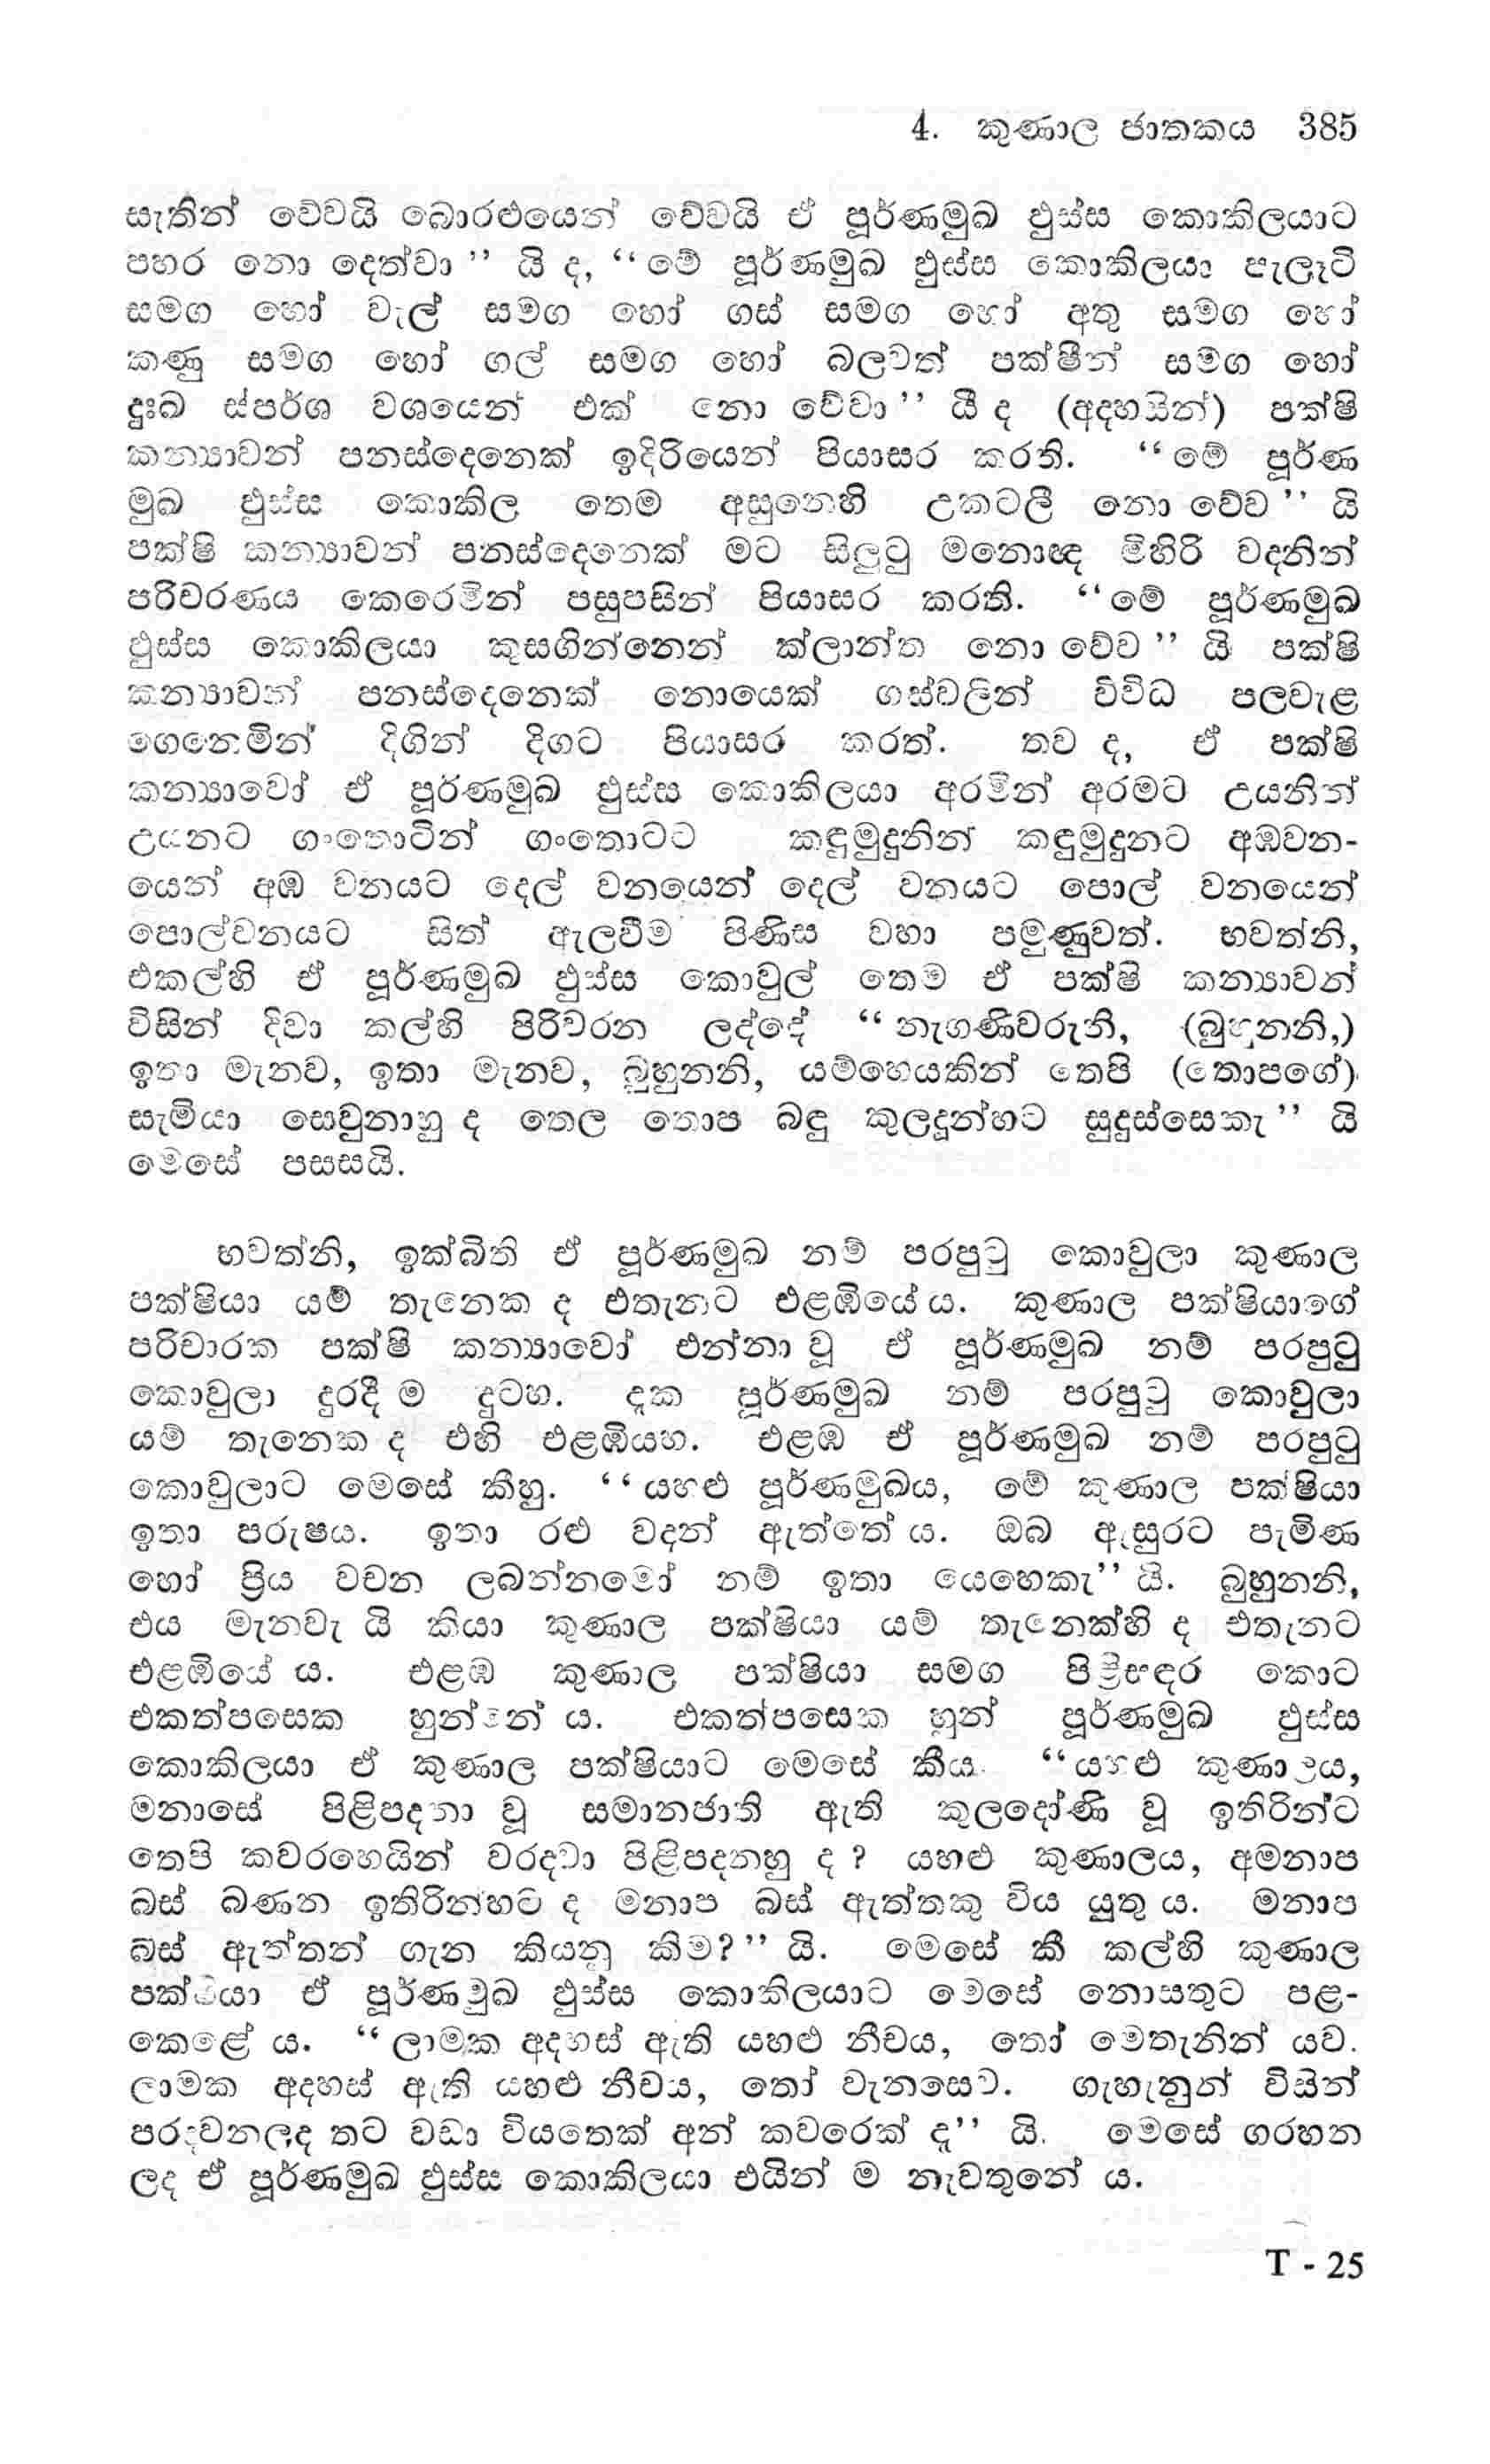 4. කුණාල ජාතකය 385
සැතින් වේවයි බොරළුයෙන් වේවයි ඒ පූර්ණමුඛ ඵුස්ස කොකිලයාට
පහර නො දෙත්වා ’’ යි ද, ‘‘ මේ පූර්ණමුඛ ඵුස්ස කොකිලයා පැලෑටි
සමග හෝ වැල් සමග හෝ ගස් සමග හෝ අතු සමග හෝ
කණු සමග හෝ ගල් සමග හෝ බලවත් පක්ෂීන් සමග හෝ
දුඃඛ ස්පර්ශ වශයෙන් එක් නො වේවා ’’ යී ද (අදහසින්) පක්ෂි
කන්‍යාවන් පනස්දෙනෙක් ඉදිරියෙන් පියාසර කරති. ‘‘ මේ පූර්ණ
මුඛ ඵුස්ස කොකිල තෙම අසුනෙහි උකටලී නො වේව ’’ යි
පක්ෂි කන්‍යාවන් පනස්දෙනෙක් මට සිලුටු මනොඥ මිහිරි වදනින්
පරිචරණය කෙරෙමින් පසුපසින් පියාසර කරති. ‘‘ මේ පූර්ණමුඛ
ඵුස්ස කොකිලයා කුසගින්නෙන් ක්ලාන්ත නො වේව ’’ යි පක්ෂි
කන්‍යාවන් පනස්දෙනෙක් නොයෙක් ගස්වලින් විවිධ පලවැළ
ගෙනෙමින් දිගින් දිගට පියාසර කරත්. තව ද, ඒ පක්ෂි
කන්‍යාවෝ ඒ පූර්ණමුඛ ඵුස්ස කොකිලයා අරමින් අරමට උයනින්
උයනට ගංතොටින් ගංතොටට කඳුමුදුනින් කඳුමුදුනට අඹවන-
යෙන් අඹ වනයට දෙල් වනයෙන් දෙල් වනයට පොල් වනයෙන්
පොල්වනයට සිත් ඇලවීම පිණිස වහා පමුණුවත්. භවත්නි,
එකල්හි ඒ පූර්ණමුඛ ඵුස්ස කොවුල් තෙම ඒ පක්ෂි කන්‍යාවන්
විසින් දිවා කල්හි පිරිවරන ලද්දේ ‘‘ නැගණිවරුනි, (බුහුනනි,)
ඉතා මැනව, ඉතා මැනව, බුහුනනි, යම්හෙයකින් තෙපි (තොපගේ)
සැමියා සෙවුනාහු ද තෙල තොප බඳු කුලදූන්හට සුදුස්සෙකැ ’’ යි
මෙසේ පසසයි.
භවත්නි, ඉක්බිති ඒ පූර්ණමුඛ නම් පරපුටු කොවුලා කුණාල
පක්ෂියා යම් තැනෙක ද එතැනට එළඹියේ ය. කුණාල පක්ෂියාගේ
පරිචාරක පක්ෂි කන්‍යාවෝ එන්නා වූ ඒ පූර්ණමුඛ නම් පරපුටු
කොවුලා දුරදී ම දුටහ. දැක පූර්ණමුඛ නම් පරපුටු කොවුලා
යම් තැනෙක ද එහි එළඹියහ. එළඹ ඒ පූර්ණමුඛ නම් පරපුටු
කොවුලාට මෙසේ කීහු. ‘‘ යහළු පූර්ණමුඛය, මේ කුණාල පක්ෂියා
ඉතා පරුෂය. ඉතා රළු වදන් ඇත්තේ ය. ඔබ ඇසුරට පැමිණ
හෝ ප්‍රිය වචන ලබන්නමෝ නම් ඉතා යෙහෙකැ’’ යි. බුහුනනි,
එය මැනවැ යි කියා කුණාල පක්ෂියා යම් තැනෙක්හි ද එතැනට
එළඹියේ ය. එළඹ කුණාල පක්ෂියා සමග පිළිසඳර කොට
එකත්පසෙක හුන්නේන් ය. එකත්පසෙක හුන් පූර්ණමුඛ ඵුස්ස
කොකිලයා ඒ කුණාල පක්ෂියාට මෙසේ කීය. ‘‘ යහළු කුණාලය,
මනාසේ පිළිපදනා වූ සමානජාති ඇති කුලදෝණි වූ ඉතිරින්ට
තෙපි කවරහෙයින් වරදවා පිළිපදනහු ද ? යහළු කුණාලය, අමනාප
බස් බණන ඉතිරින්හට ද මනාප බස් ඇත්තකු විය යුතු ය. මනාප
බස් ඇත්තන් ගැන කියනු කිම? ’’ යි. මෙසේ කී කල්හි කුණාල
පක්ෂියා ඒ පූර්ණමුඛ ඵුස්ස කොකිලයාට මෙසේ නොසතුට පළ-
කෙළේ ය. ‘‘ ලාමක අදහස් ඇති යහළු නීචය, තෝ මෙතැනින් යව.
ලාමක අදහස් ඇති යහළු නීචය, තෝ වැනසෙව. ගැහැනුන් විසින්
පරදවනලද තට වඩා වියතෙක් අන් කවරෙක් ද’’ යි. මෙසේ ගරහන
ලද ඒ පූර්ණමුඛ ඵුස්ස කොකිලයා එයින් ම නැවතුනේ ය.
T - 25